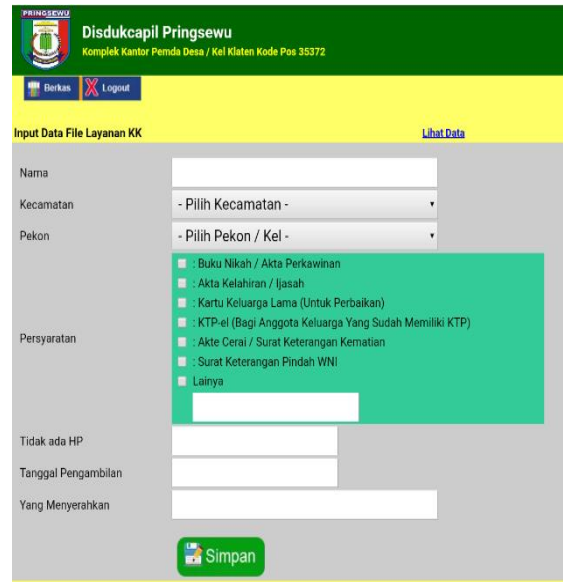 PRINGSEWU
Disdukcapil Pringsewu
Komplek Kantor Pemda Desa / Kel Klaten Kode Pos 35372
Berkas
Logout
Input Data File Layanan KK
Lihat Data
Nama
Kecamatan
- Pilih Kecamatan -
Pekon
- Pilih Pekon / Kel -
Persyaratan
: Buku Nikah / Akta Perkawinan
: Akta Kelahiran / Ijasah
: Kartu Keluarga Lama (Untuk Perbaikan)
: KTP-el (Bagi Anggota Keluarga Yang Sudah Memiliki KTP)
: Akte Cerai / Surat Keterangan Kematian
: Surat Keterangan Pindah WNI
Lainya
Tidak ada HP
Tanggal Pengambilan
Yang Menyerahkan
Simpan